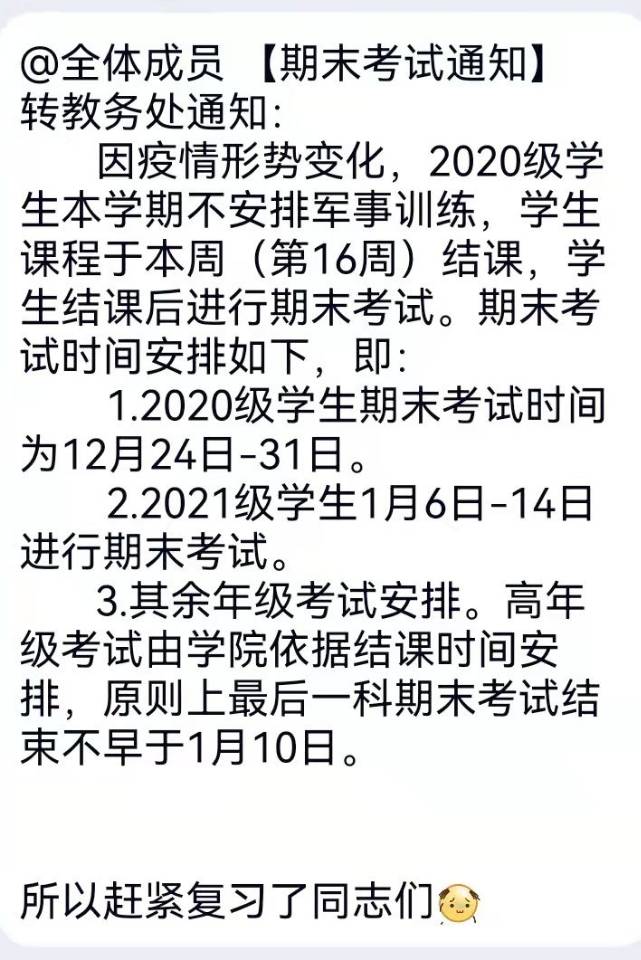 @全体成员 【期末考试通知】
转教务处通知：
因疫情形势变化，2020级学
生本学期不安排军事训练，学生
课程于本周（第16周）结课，学
生结课后进行期末考试。期末考
试时间安排如下，即：
1.2020级学生期末考试时间
为12月24日-31日。
2.2021级学生1月6日-14日
进行期末考试。
3.其余年级考试安排。高年
级考试由学院依据结课时间安
排，原则上最后一科期末考试结
束不早于1月10日。
所以赶紧复习了同志们